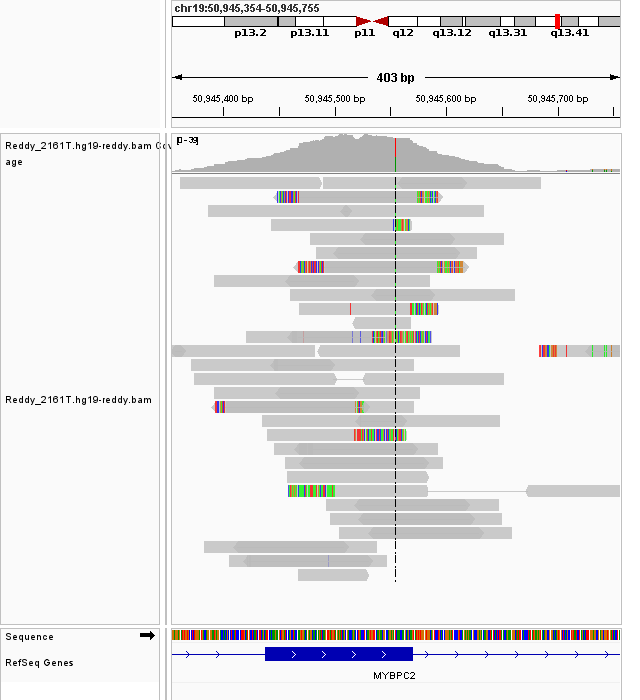 chr19:50,945,354-50,945,755
p13.2 p13.11 p11 q12 q13.12 q13.31 q13.41
403 bp
50,945,400 bp 50,945,500 bp 50,945,600 bp 50,945,700 bp
Reddy_2161T.hg19-reddy.bam Cov
age
[0-39]
Reddy_2161T.hg19-reddy.bam
Sequence
RefSeq Genes
MYBPC2